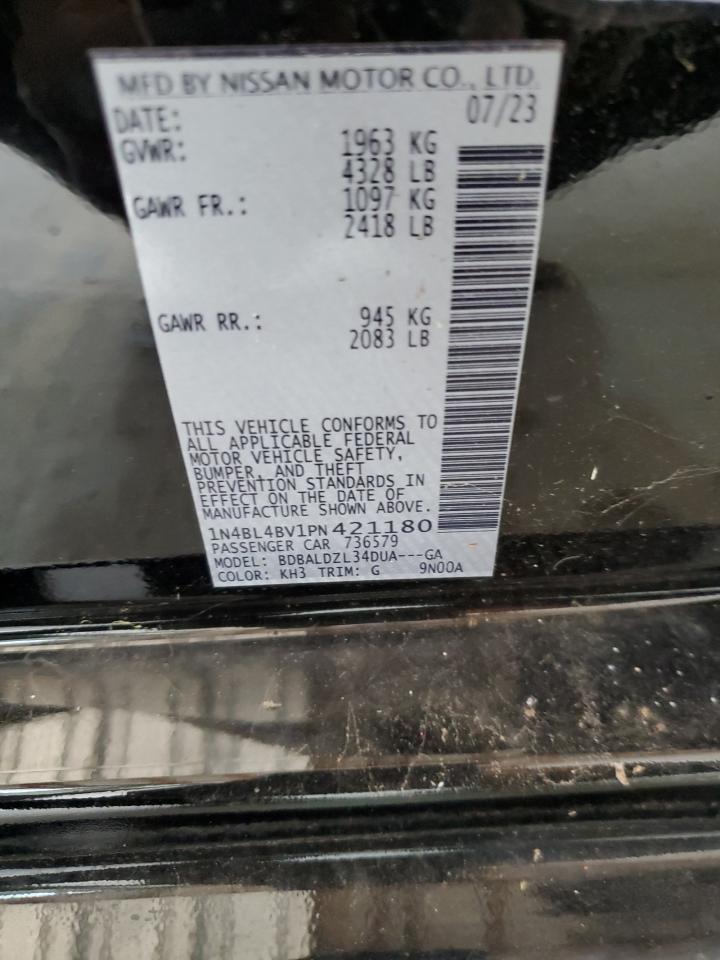 MFD BY NISSAN MOTOR CO., LTD.
DATE: 07/23
GVWR: 1963 KG
4328 LB
GAWR FR.: 1097 KG
2418 LB
GAWR RR.: 945 KG
2083 LB
THIS VEHICLE CONFORMS TO
ALL APPLICABLE FEDERAL
MOTOR VEHICLE SAFETY,
BUMPER, AND THEFT
PREVENTION STANDARDS IN
EFFECT ON THE DATE OF
MANUFACTURE SHOWN ABOVE.
1N4BL4BV1PN421180
PASSENGER CAR 736579
MODEL: BDBALDZL34DUA---GA
COLOR: KH3 TRIM: G 9N00A